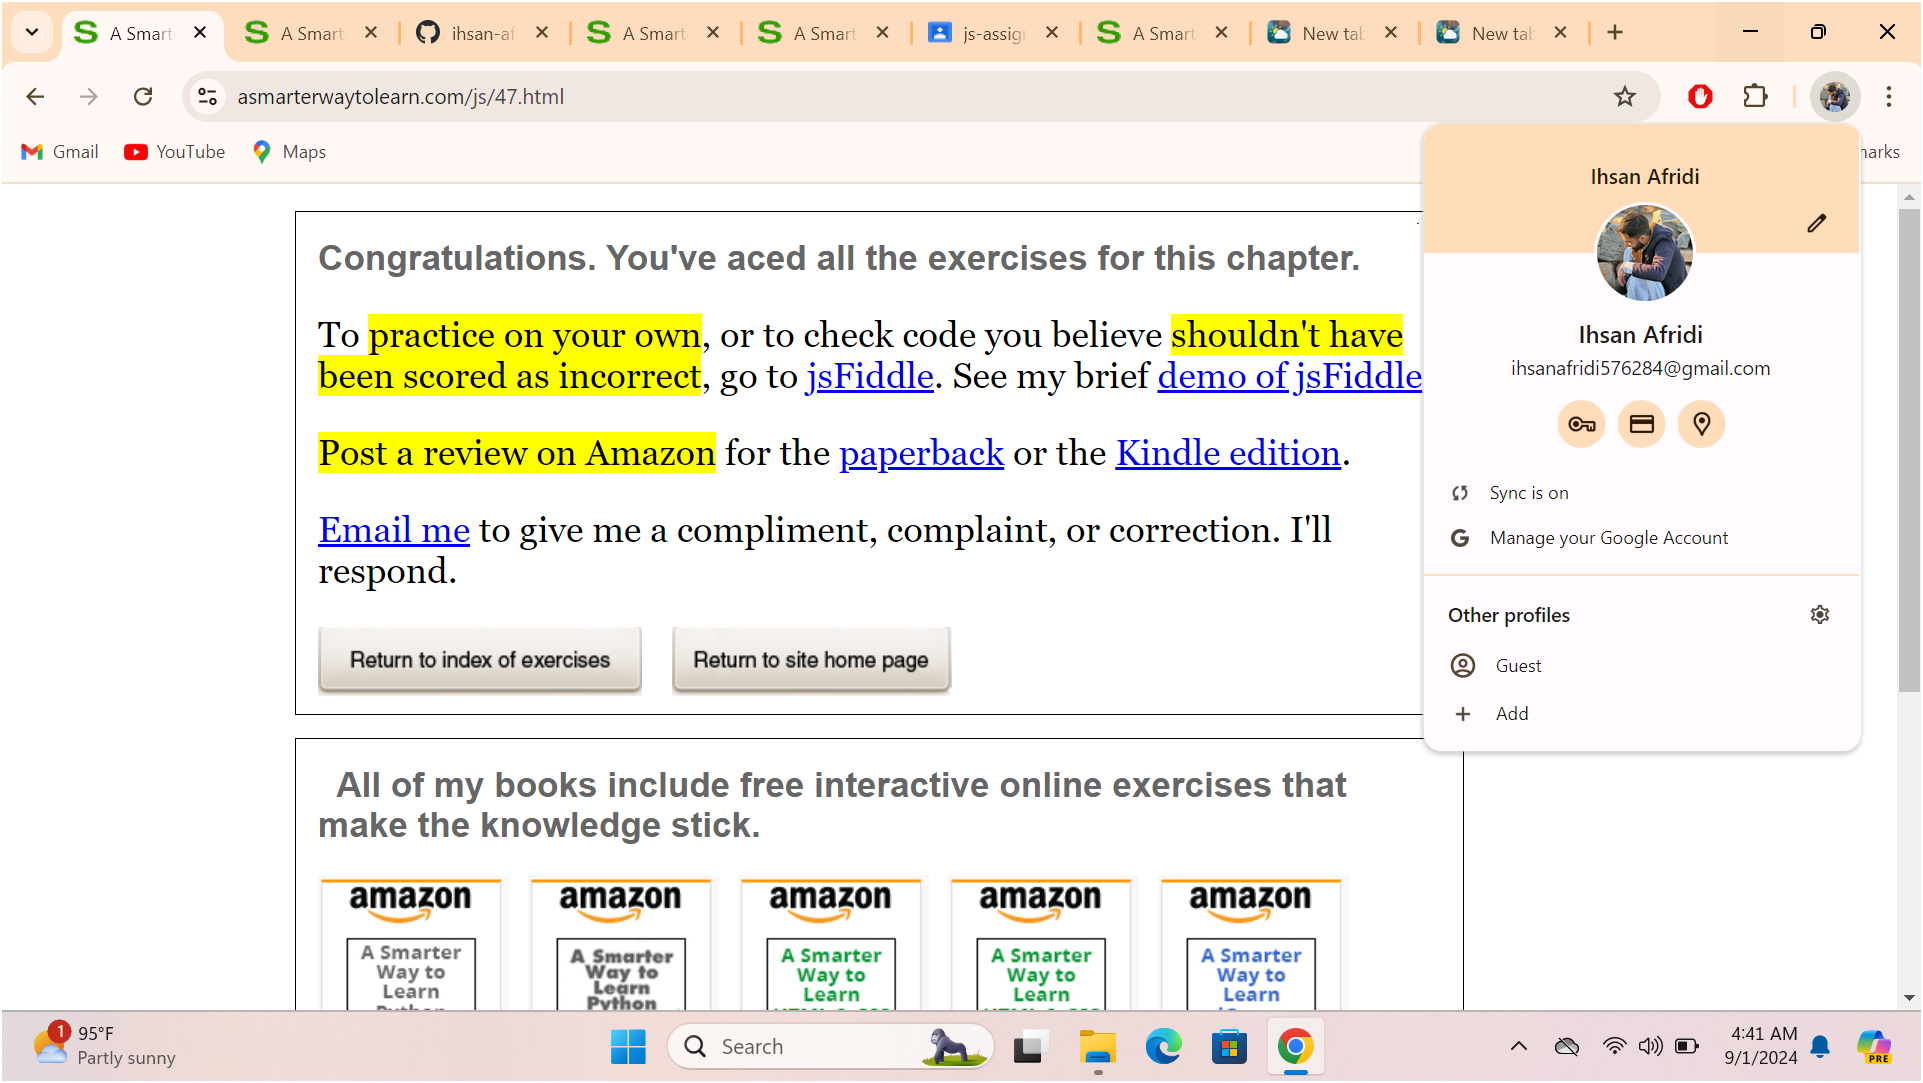 A Smart
A Smart
ihsan-af
A Smart
A Smart
js-assign
A Smart
New tab
New tab
asmarterwaytolearn.com/js/47.html
Gmail
YouTube
Maps
Ihsan Afridi
Ihsan Afridi
ihsanafridi576284@gmail.com
Sync is on
Manage your Google Account
Other profiles
Guest
Add
Congratulations. You've aced all the exercises for this chapter.
To practice on your own, or to check code you believe shouldn't have
been scored as incorrect, go to jsFiddle. See my brief demo of jsFiddle
Post a review on Amazon for the paperback or the Kindle edition.
Email me to give me a compliment, complaint, or correction. I'll
respond.
Return to index of exercises
Return to site home page
All of my books include free interactive online exercises that
make the knowledge stick.
amazon
A Smarter
Way to
Learn
Python
amazon
A Smarter
Way to
Learn
Python
amazon
A Smarter
Way to
Learn
amazon
A Smarter
Way to
Learn
amazon
A Smarter
Way to
Learn
1
95°F
Partly sunny
Search
4:41 AM
9/1/2024
PRE